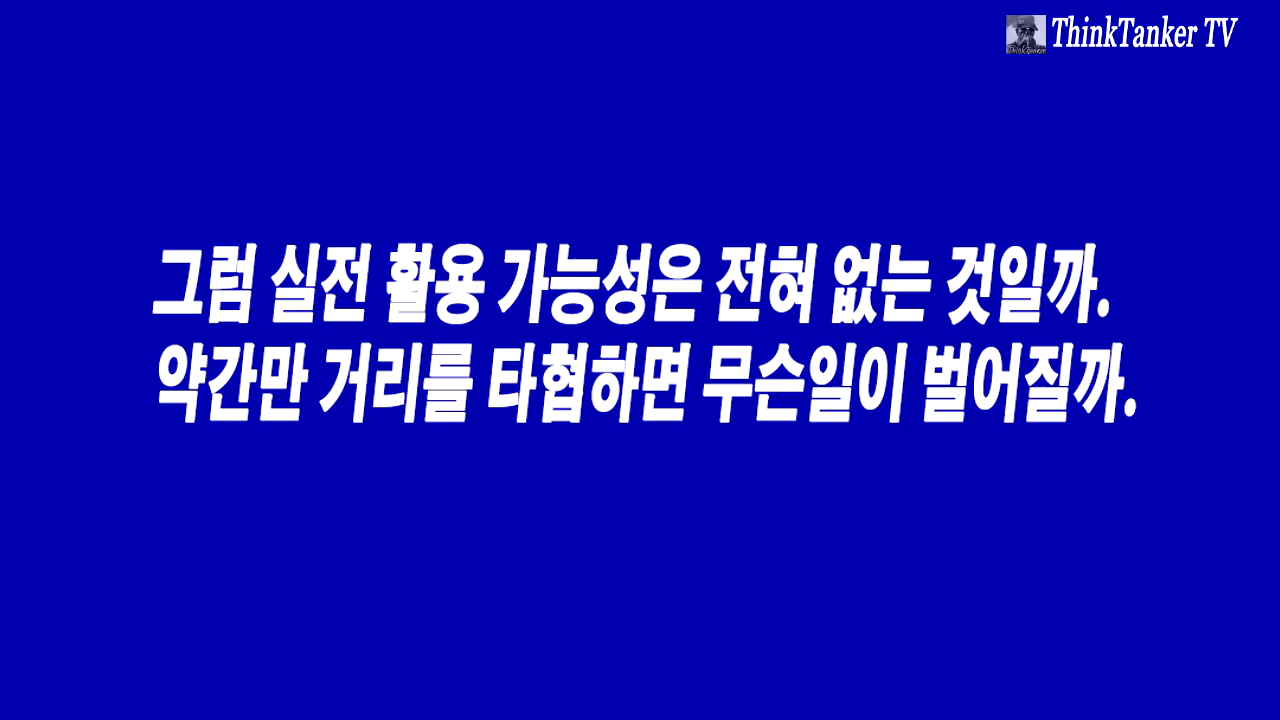 ThinkTanker TV
그럼 실전 활용 가능성은 전혀 없는 것일까.
약간만 거리를 타협하면 무슨일이 벌어질까.